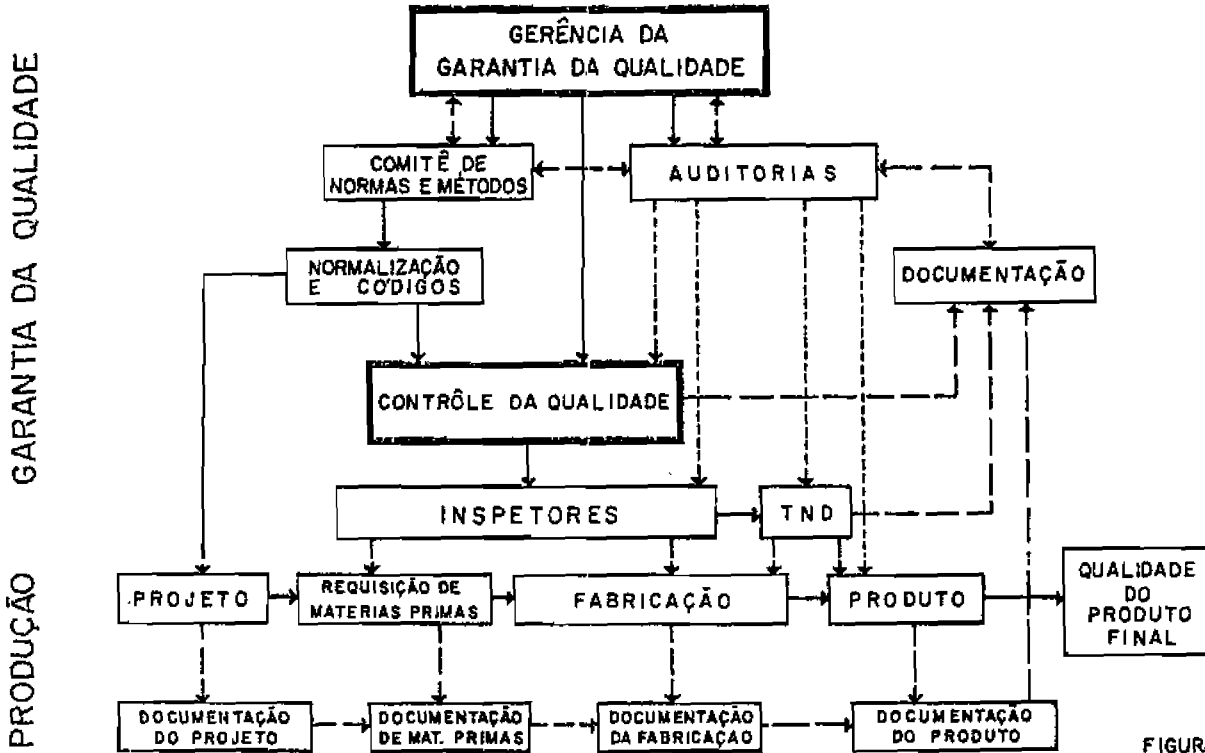 GARANTIA DA QUALIDADE
PRODUÇÃO
GERÊNCIA DA
GARANTIA DA QUALIDADE
COMITÊ DE
NORMAS E MÉTODOS
AUDITORIAS
NORMALIZAÇÃO
E CÓDIGOS
DOCUMENTAÇÃO
CONTRÔLE DA QUALIDADE
INSPETORES
TND
PROJETO
REQUISIÇÃO DE
MATERIAS PRIMAS
FABRICAÇÃO
PRODUTO
QUALIDADE
DO
PRODUTO
FINAL
DOCUMENTAÇÃO
DO PROJETO
DOCUMENTAÇÃO
DE MAT. PRIMAS
DOCUMENTAÇÃO
DA FABRICAÇÃO
DOCUMENTAÇÃO
DO PRODUTO
FIGURA